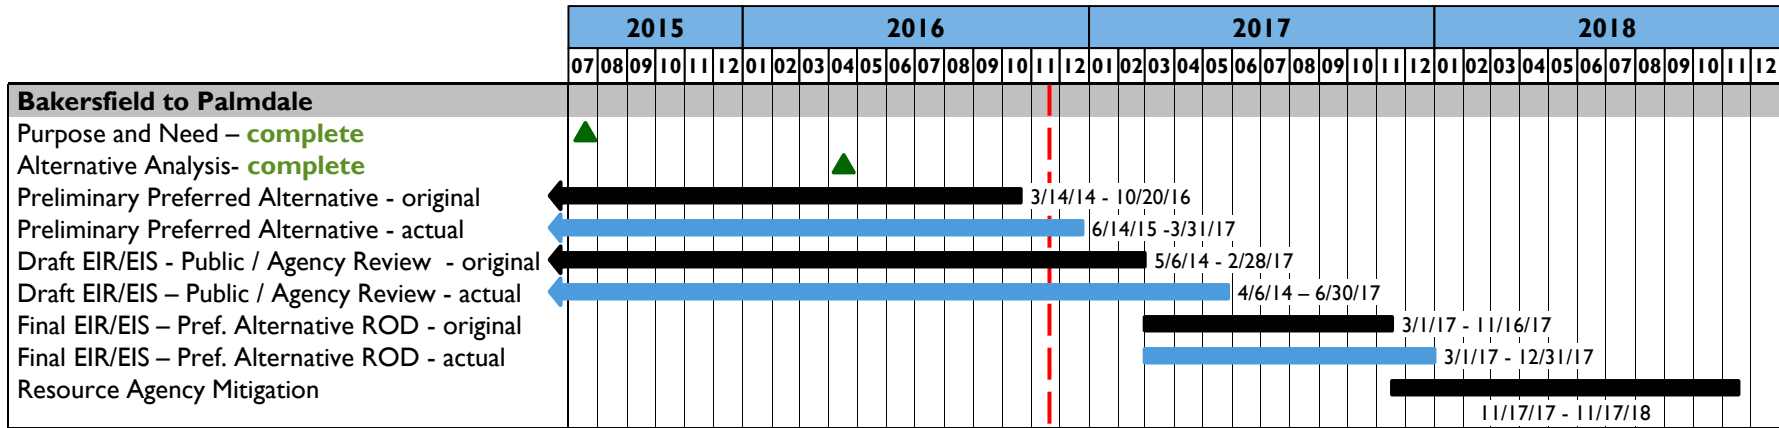 2015 2016 2017 2018
07 08 09 10 11 12 01 02 03 04 05 06 07 08 09 10 11 12 01 02 03 04 05 06 07 08 09 10 11 12 01 02 03 04 05 06 07 08 09 10 11 12
Bakersfield to Palmdale
Purpose and Need – complete
Alternative Analysis- complete
Preliminary Preferred Alternative - original 3/14/14 - 10/20/16
Preliminary Preferred Alternative - actual 6/14/15 -3/31/17
Draft EIR/EIS - Public / Agency Review - original 5/6/14 - 2/28/17
Draft EIR/EIS – Public / Agency Review - actual 4/6/14 – 6/30/17
Final EIR/EIS – Pref. Alternative ROD - original 3/1/17 - 11/16/17
Final EIR/EIS – Pref. Alternative ROD - actual 3/1/17 - 12/31/17
Resource Agency Mitigation
11/17/17 - 11/17/18